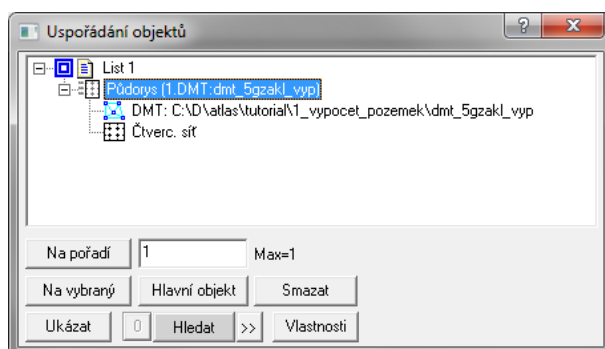 Uspořádání objektů
?
List 1
Půdorys (1.DMT:dmt_5gzakl_vyp)
DMT: C:\D\atlas\tutorial\1_vypocet_pozemek\dmt_5gzakl_vyp
Čtverc. síť
Na pořadí 1 Max=1
Na vybraný Hlavní objekt Smazat
Ukázat 0 Hledat >> Vlastnosti